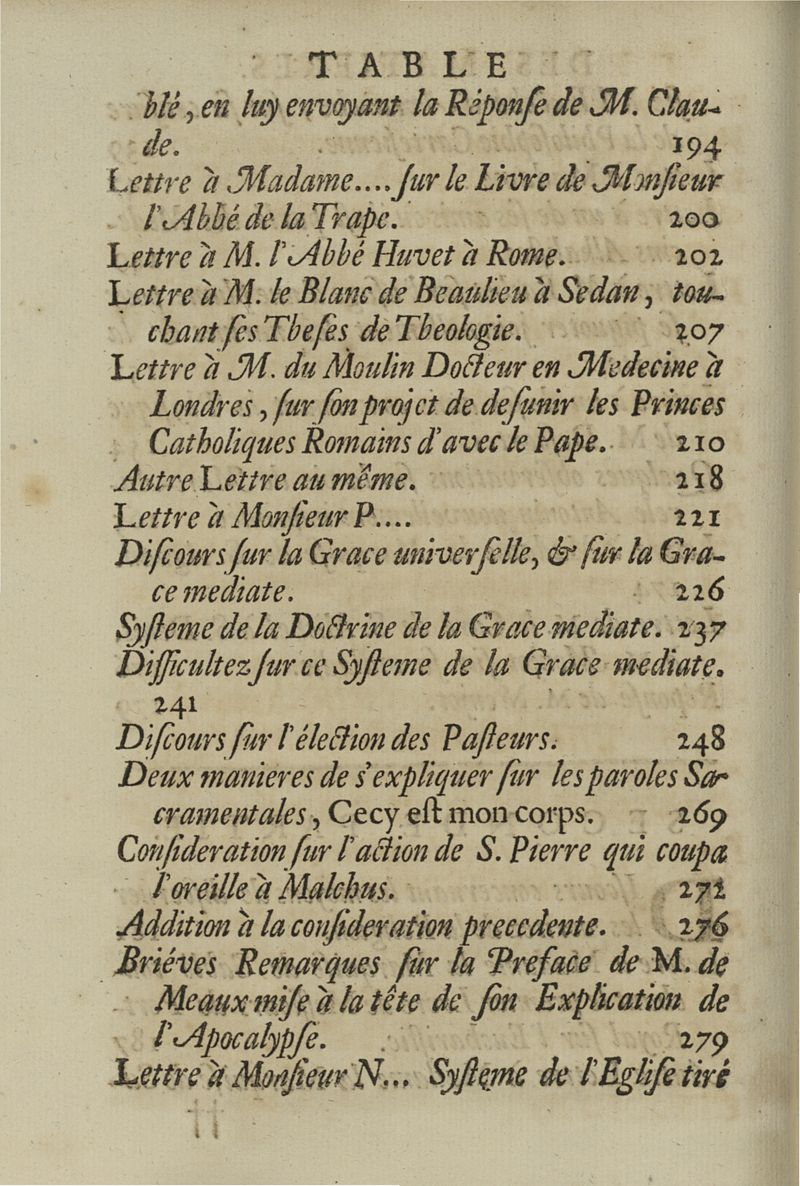 TABLE
blé, en luy envoyant la Réponſe de M. Clau-
de. 194
Lettre à Madame.... ſur le Livre de Monſieur
l'Abbé de la Trape. 200
Lettre à M. l'Abbé Huvet à Rome. 202
Lettre à M. le Blanc de Beaulieu à Sedan, tou-
chant ſes Theſes de Theologie. 207
Lettre à M. du Moulin Docteur en Medecine à
Londres, ſur ſon projet de deſunir les Princes
Catholiques Romains d'avec le Pape. 210
Autre Lettre au même. 218
Lettre à Monſieur P.... 221
Diſcours ſur la Grace univerſelle, & ſur la Gra-
ce mediate. 226
Syſteme de la Doctrine de la Grace mediate. 237
Difficultez ſur ce Syſteme de la Grace mediate.
241
Diſcours ſur l'élection des Paſteurs. 248
Deux manieres de s'expliquer ſur les paroles Sa-
cramentales, Cecy eſt mon corps. 269
Conſideration ſur l'action de S. Pierre qui coupa
l'oreille à Malchus. 272
Addition à la conſideration precedente. 276
Briéves Remarques ſur la Preface de M. de
Meaux miſe à la tête de ſon Explication de
l'Apocalypſe. 279
Lettre à Monſieur N... Syſteme de l'Egliſe tiré